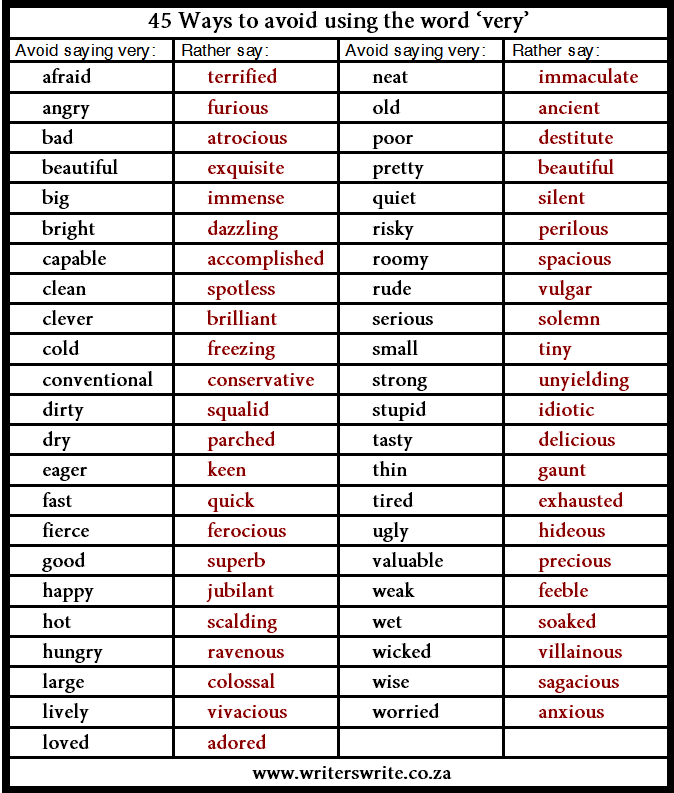 45 Ways to avoid using the word ‘very’
Avoid saying very: Rather say: Avoid saying very: Rather say:
afraid terrified neat immaculate
angry furious old ancient
bad atrocious poor destitute
beautiful exquisite pretty beautiful
big immense quiet silent
bright dazzling risky perilous
capable accomplished roomy spacious
clean spotless rude vulgar
clever brilliant serious solemn
cold freezing small tiny
conventional conservative strong unyielding
dirty squalid stupid idiotic
dry parched tasty delicious
eager keen thin gaunt
fast quick tired exhausted
fierce ferocious ugly hideous
good superb valuable precious
happy jubilant weak feeble
hot scalding wet soaked
hungry ravenous wicked villainous
large colossal wise sagacious
lively vivacious worried anxious
loved adored
www.writerswrite.co.za